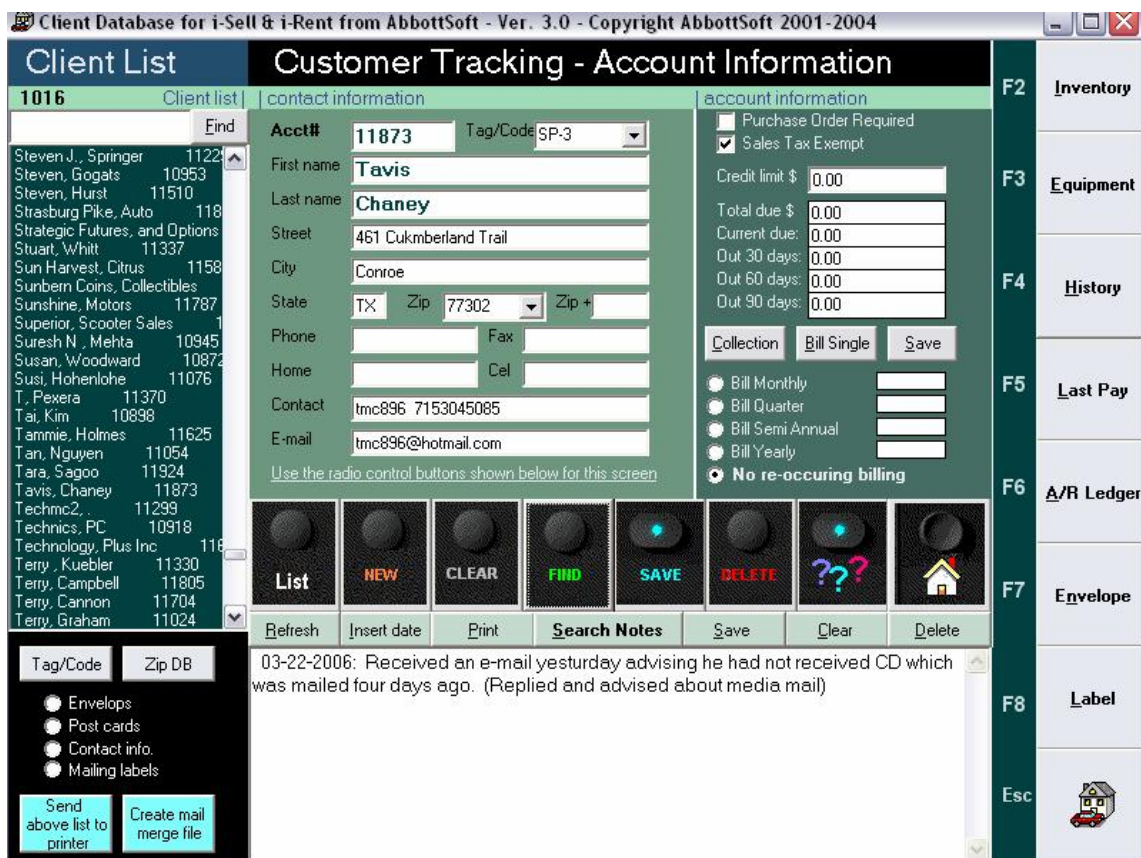 Client Database for i-Sell & i-Rent from AbbottSoft - Ver. 3.0 - Copyright AbbottSoft 2001-2004
Client List
Customer Tracking - Account Information
1016 Client list
contact information
account information
Find
Steven J., Springer 1122
Steven, Gogats 10953
Steven, Hurst 11510
Strasburg Pike, Auto 118
Strategic Futures, and Options
Stuart, Whitt 11337
Sun Harvest, Citrus 1158
Sunbern Coins, Collectibles
Sunshine, Motors 11787
Superior, Scooter Sales 1
Suresh N , Mehta 10945
Susan, Woodward 10872
Susi, Hohenlohe 11076
T, Pexera 11370
Tai, Kim 10898
Tammie, Holmes 11625
Tan, Nguyen 11054
Tara, Sagoo 11924
Tavis, Chaney 11873
Techmc2, . 11299
Technics, PC 10918
Technology, Plus Inc 118
Terry , Kuebler 11330
Terry, Campbell 11805
Terry, Cannon 11704
Terry, Graham 11024
Tag/Code Zip DB
Envelops
Post cards
Contact info.
Mailing labels
Send above list to printer
Create mail merge file
Acct# 11873 Tag/Code SP-3
First name Tavis
Last name Chaney
Street 461 Cukmberland Trail
City Conroe
State TX Zip 77302 Zip +
Phone Fax
Home Cel
Contact tmc896 7153045085
E-mail tmc896@hotmail.com
Use the radio control buttons shown below for this screen
Purchase Order Required
Sales Tax Exempt
Credit limit $ 0.00
Total due $ 0.00
Current due: 0.00
Out 30 days: 0.00
Out 60 days: 0.00
Out 90 days: 0.00
Collection Bill Single Save
Bill Monthly
Bill Quarter
Bill Semi Annual
Bill Yearly
No re-occuring billing
List NEW CLEAR FIND SAVE DELETE ???
Refresh Insert date Print Search Notes Save Clear Delete
03-22-2006: Received an e-mail yesturday advising he had not received CD which
was mailed four days ago. (Replied and advised about media mail)
F2 Inventory
F3 Equipment
F4 History
F5 Last Pay
F6 A/R Ledger
F7 Envelope
F8 Label
Esc